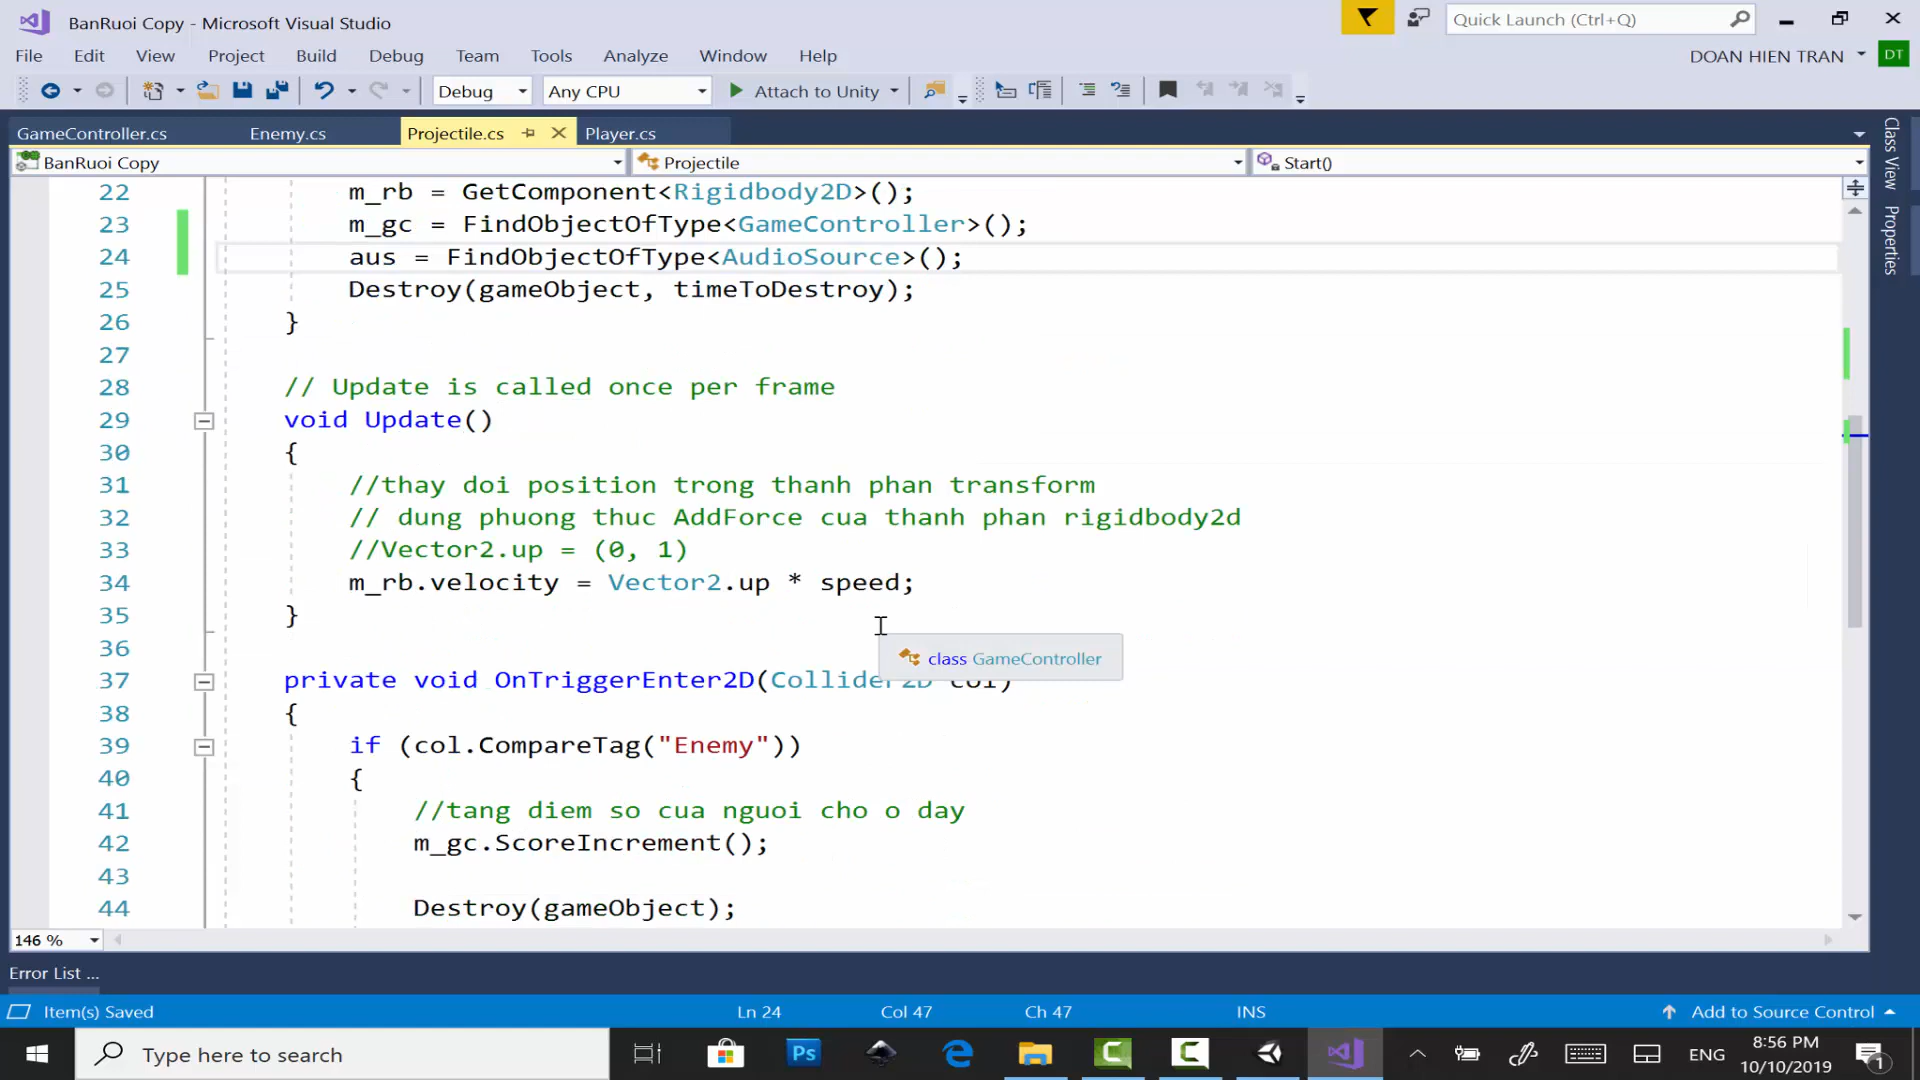 BanRuoi Copy - Microsoft Visual Studio
Quick Launch (Ctrl+Q)
File Edit View Project Build Debug Team Tools Analyze Window Help
DOAN HIEN TRAN DT
Debug Any CPU Attach to Unity
GameController.cs Enemy.cs Projectile.cs Player.cs
BanRuoi Copy Projectile Start()
Class View
Properties
22 m_rb = GetComponent<Rigidbody2D>();
23 m_gc = FindObjectOfType<GameController>();
24 aus = FindObjectOfType<AudioSource>();
25 Destroy(gameObject, timeToDestroy);
26 }
27
28 // Update is called once per frame
29 void Update()
30 {
31 //thay doi position trong thanh phan transform
32 // dung phuong thuc AddForce cua thanh phan rigidbody2d
33 //Vector2.up = (0, 1)
34 m_rb.velocity = Vector2.up * speed;
35 }
36
class GameController
37 private void OnTriggerEnter2D(Collider2D col)
38 {
39 if (col.CompareTag("Enemy"))
40 {
41 //tang diem so cua nguoi cho o day
42 m_gc.ScoreIncrement();
43
44 Destroy(gameObject);
146 %
Error List ...
Item(s) Saved Ln 24 Col 47 Ch 47 INS Add to Source Control
Type here to search
Ps
ENG
8:56 PM
10/10/2019
1